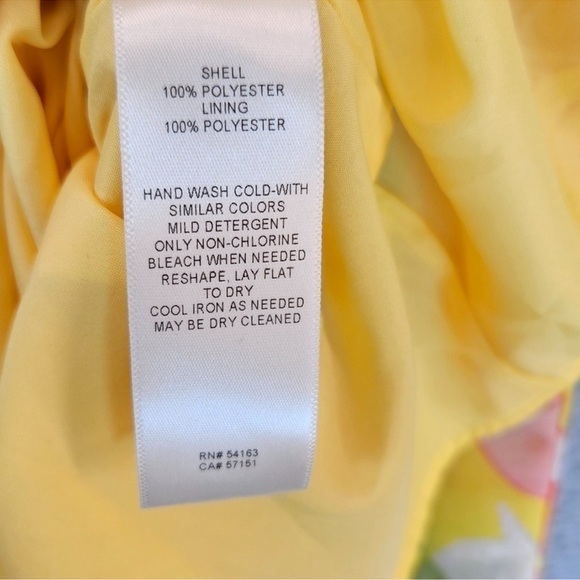 SHELL
100% POLYESTER
LINING
100% POLYESTER
HAND WASH COLD-WITH
SIMILAR COLORS
MILD DETERGENT
ONLY NON-CHLORINE
BLEACH WHEN NEEDED
RESHAPE, LAY FLAT
TO DRY
COOL IRON AS NEEDED
MAY BE DRY CLEANED
RN# 54163
CA# 57151